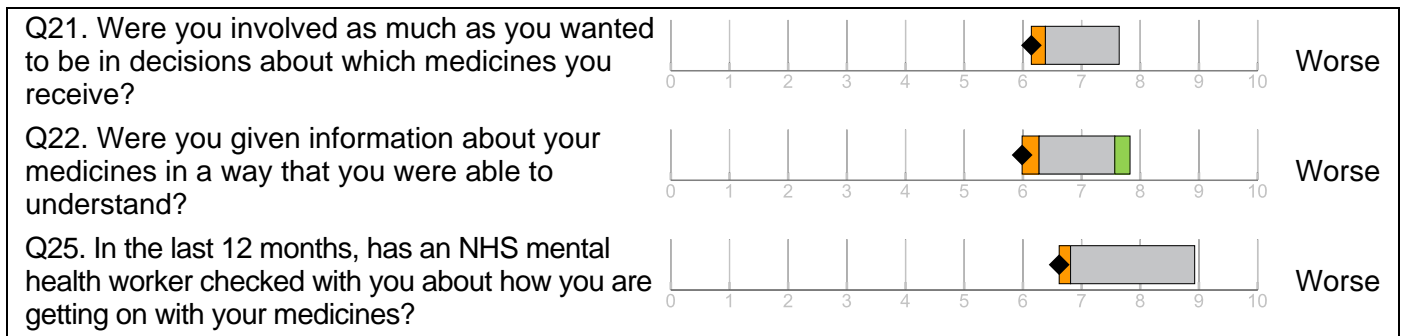 Q21. Were you involved as much as you wanted
to be in decisions about which medicines you
receive?
0 1 2 3 4 5 6 7 8 9 10
Worse
Q22. Were you given information about your
medicines in a way that you were able to
understand?
0 1 2 3 4 5 6 7 8 9 10
Worse
Q25. In the last 12 months, has an NHS mental
health worker checked with you about how you are
getting on with your medicines?
0 1 2 3 4 5 6 7 8 9 10
Worse